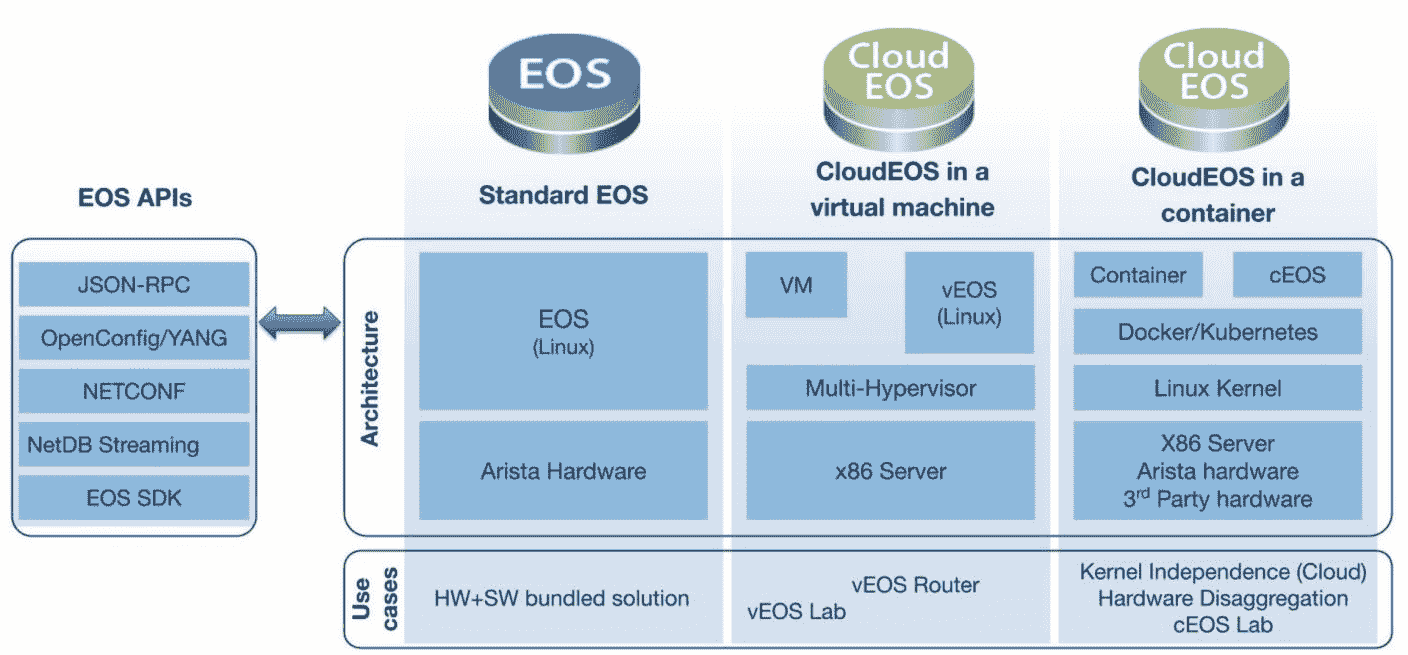 EOS
Cloud
EOS
Cloud
EOS
EOS APIs
Standard EOS
CloudEOS in a
virtual machine
CloudEOS in a
container
JSON-RPC
OpenConfig/YANG
NETCONF
NetDB Streaming
EOS SDK
Architecture
EOS
(Linux)
Arista Hardware
VM
vEOS
(Linux)
Multi-Hypervisor
x86 Server
Container
cEOS
Docker/Kubernetes
Linux Kernel
X86 Server
Arista hardware
3rd Party hardware
Use
cases
HW+SW bundled solution
vEOS Router
vEOS Lab
Kernel Independence (Cloud)
Hardware Disaggregation
cEOS Lab